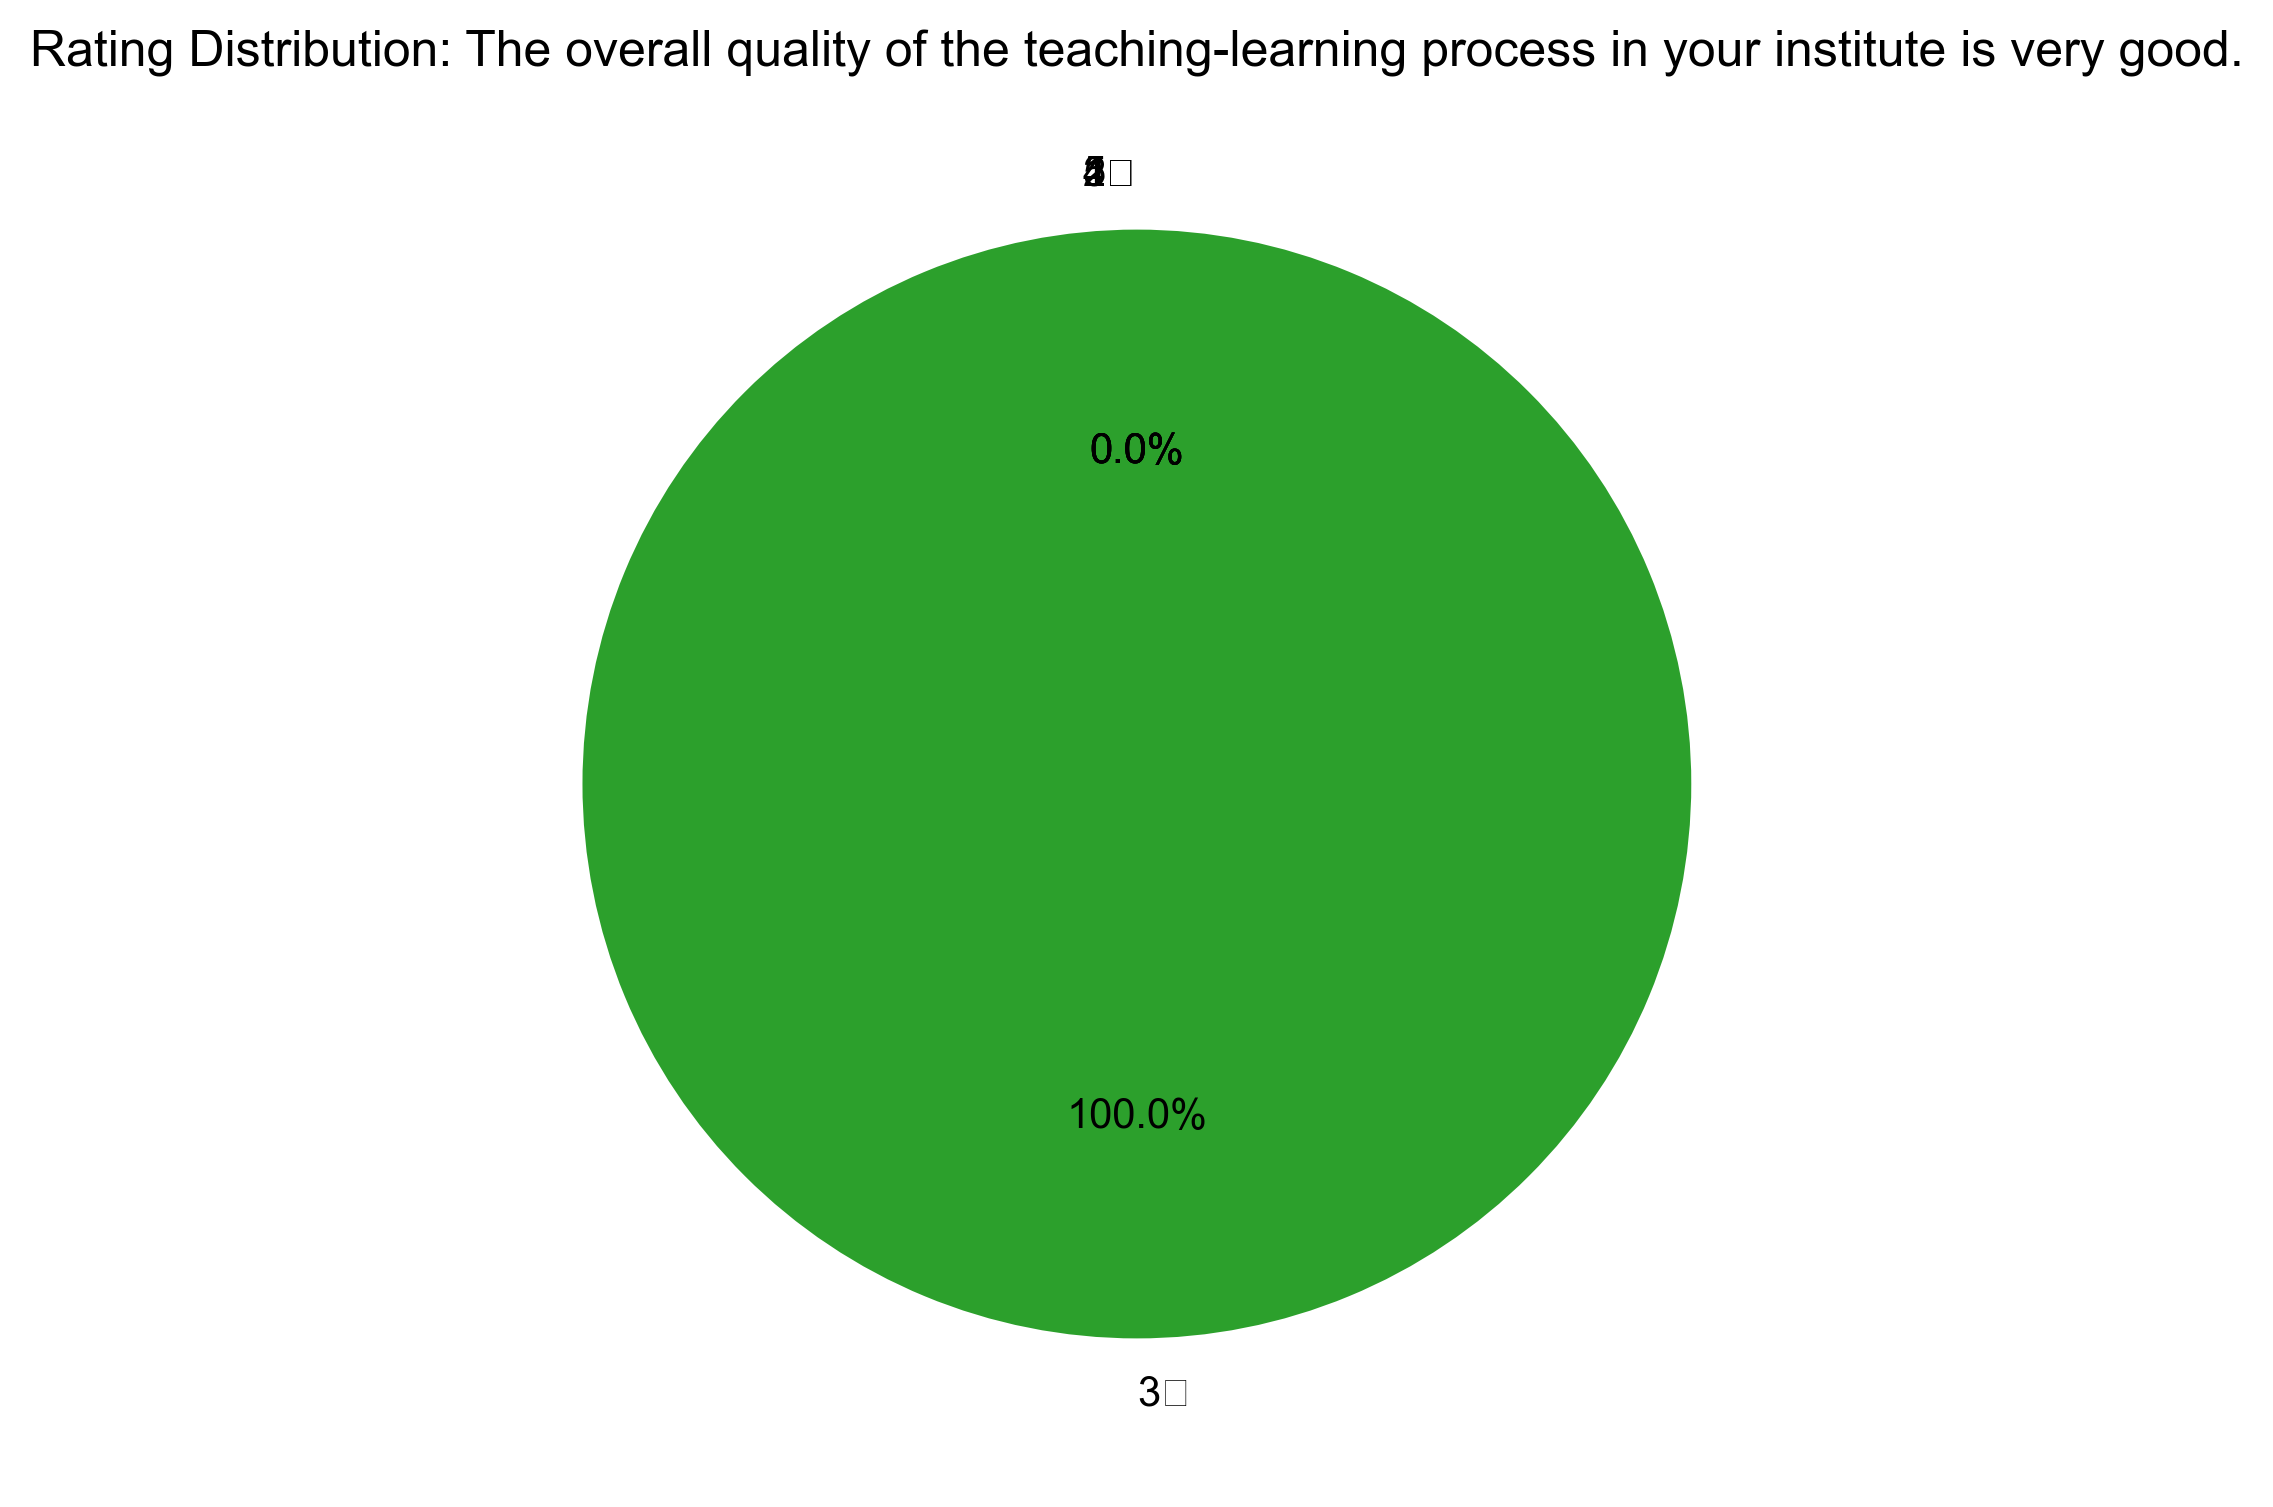 Rating Distribution: The overall quality of the teaching-learning process in your institute is very good.
0.0%
100.0%
3□